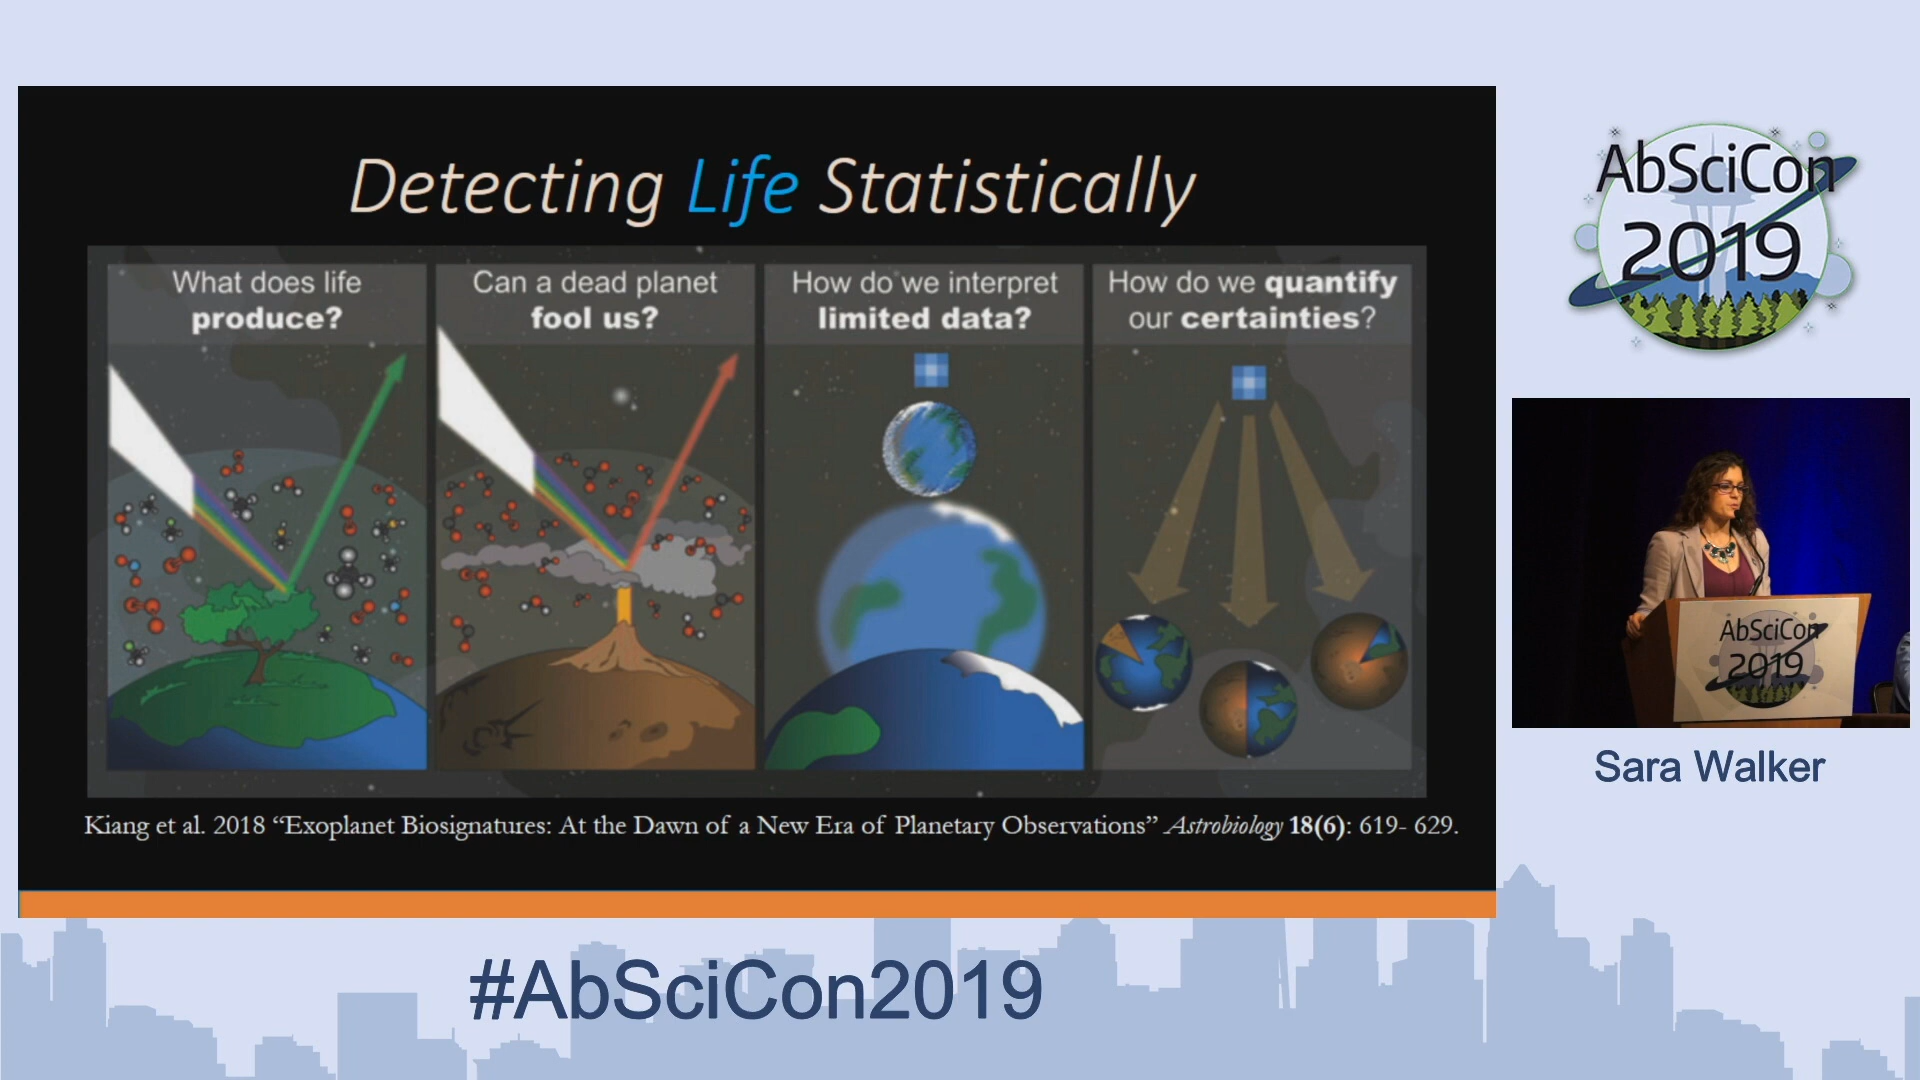 Detecting Life Statistically
What does life
produce?
Can a dead planet
fool us?
How do we interpret
limited data?
How do we quantify
our certainties?
Kiang et al. 2018 “Exoplanet Biosignatures: At the Dawn of a New Era of Planetary Observations” Astrobiology 18(6): 619- 629.
AbSciCon
2019
AbSciCon
2019
Sara Walker
#AbSciCon2019